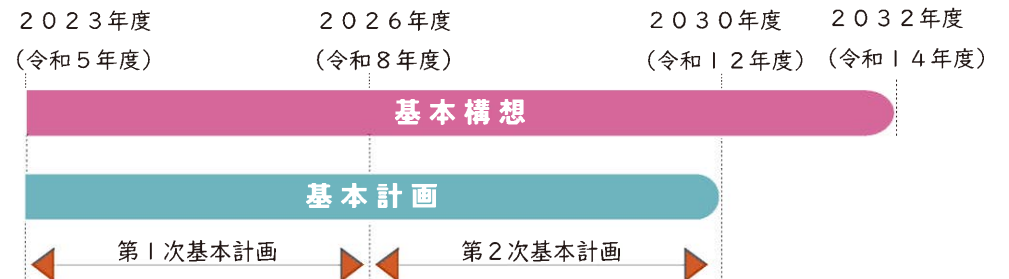 ２０２３年度 ２０２６年度 ２０３０年度 ２０３２年度
（令和５年度） （令和８年度） （令和１２年度） （令和１４年度）
基本構想
基本計画
第１次基本計画 第２次基本計画